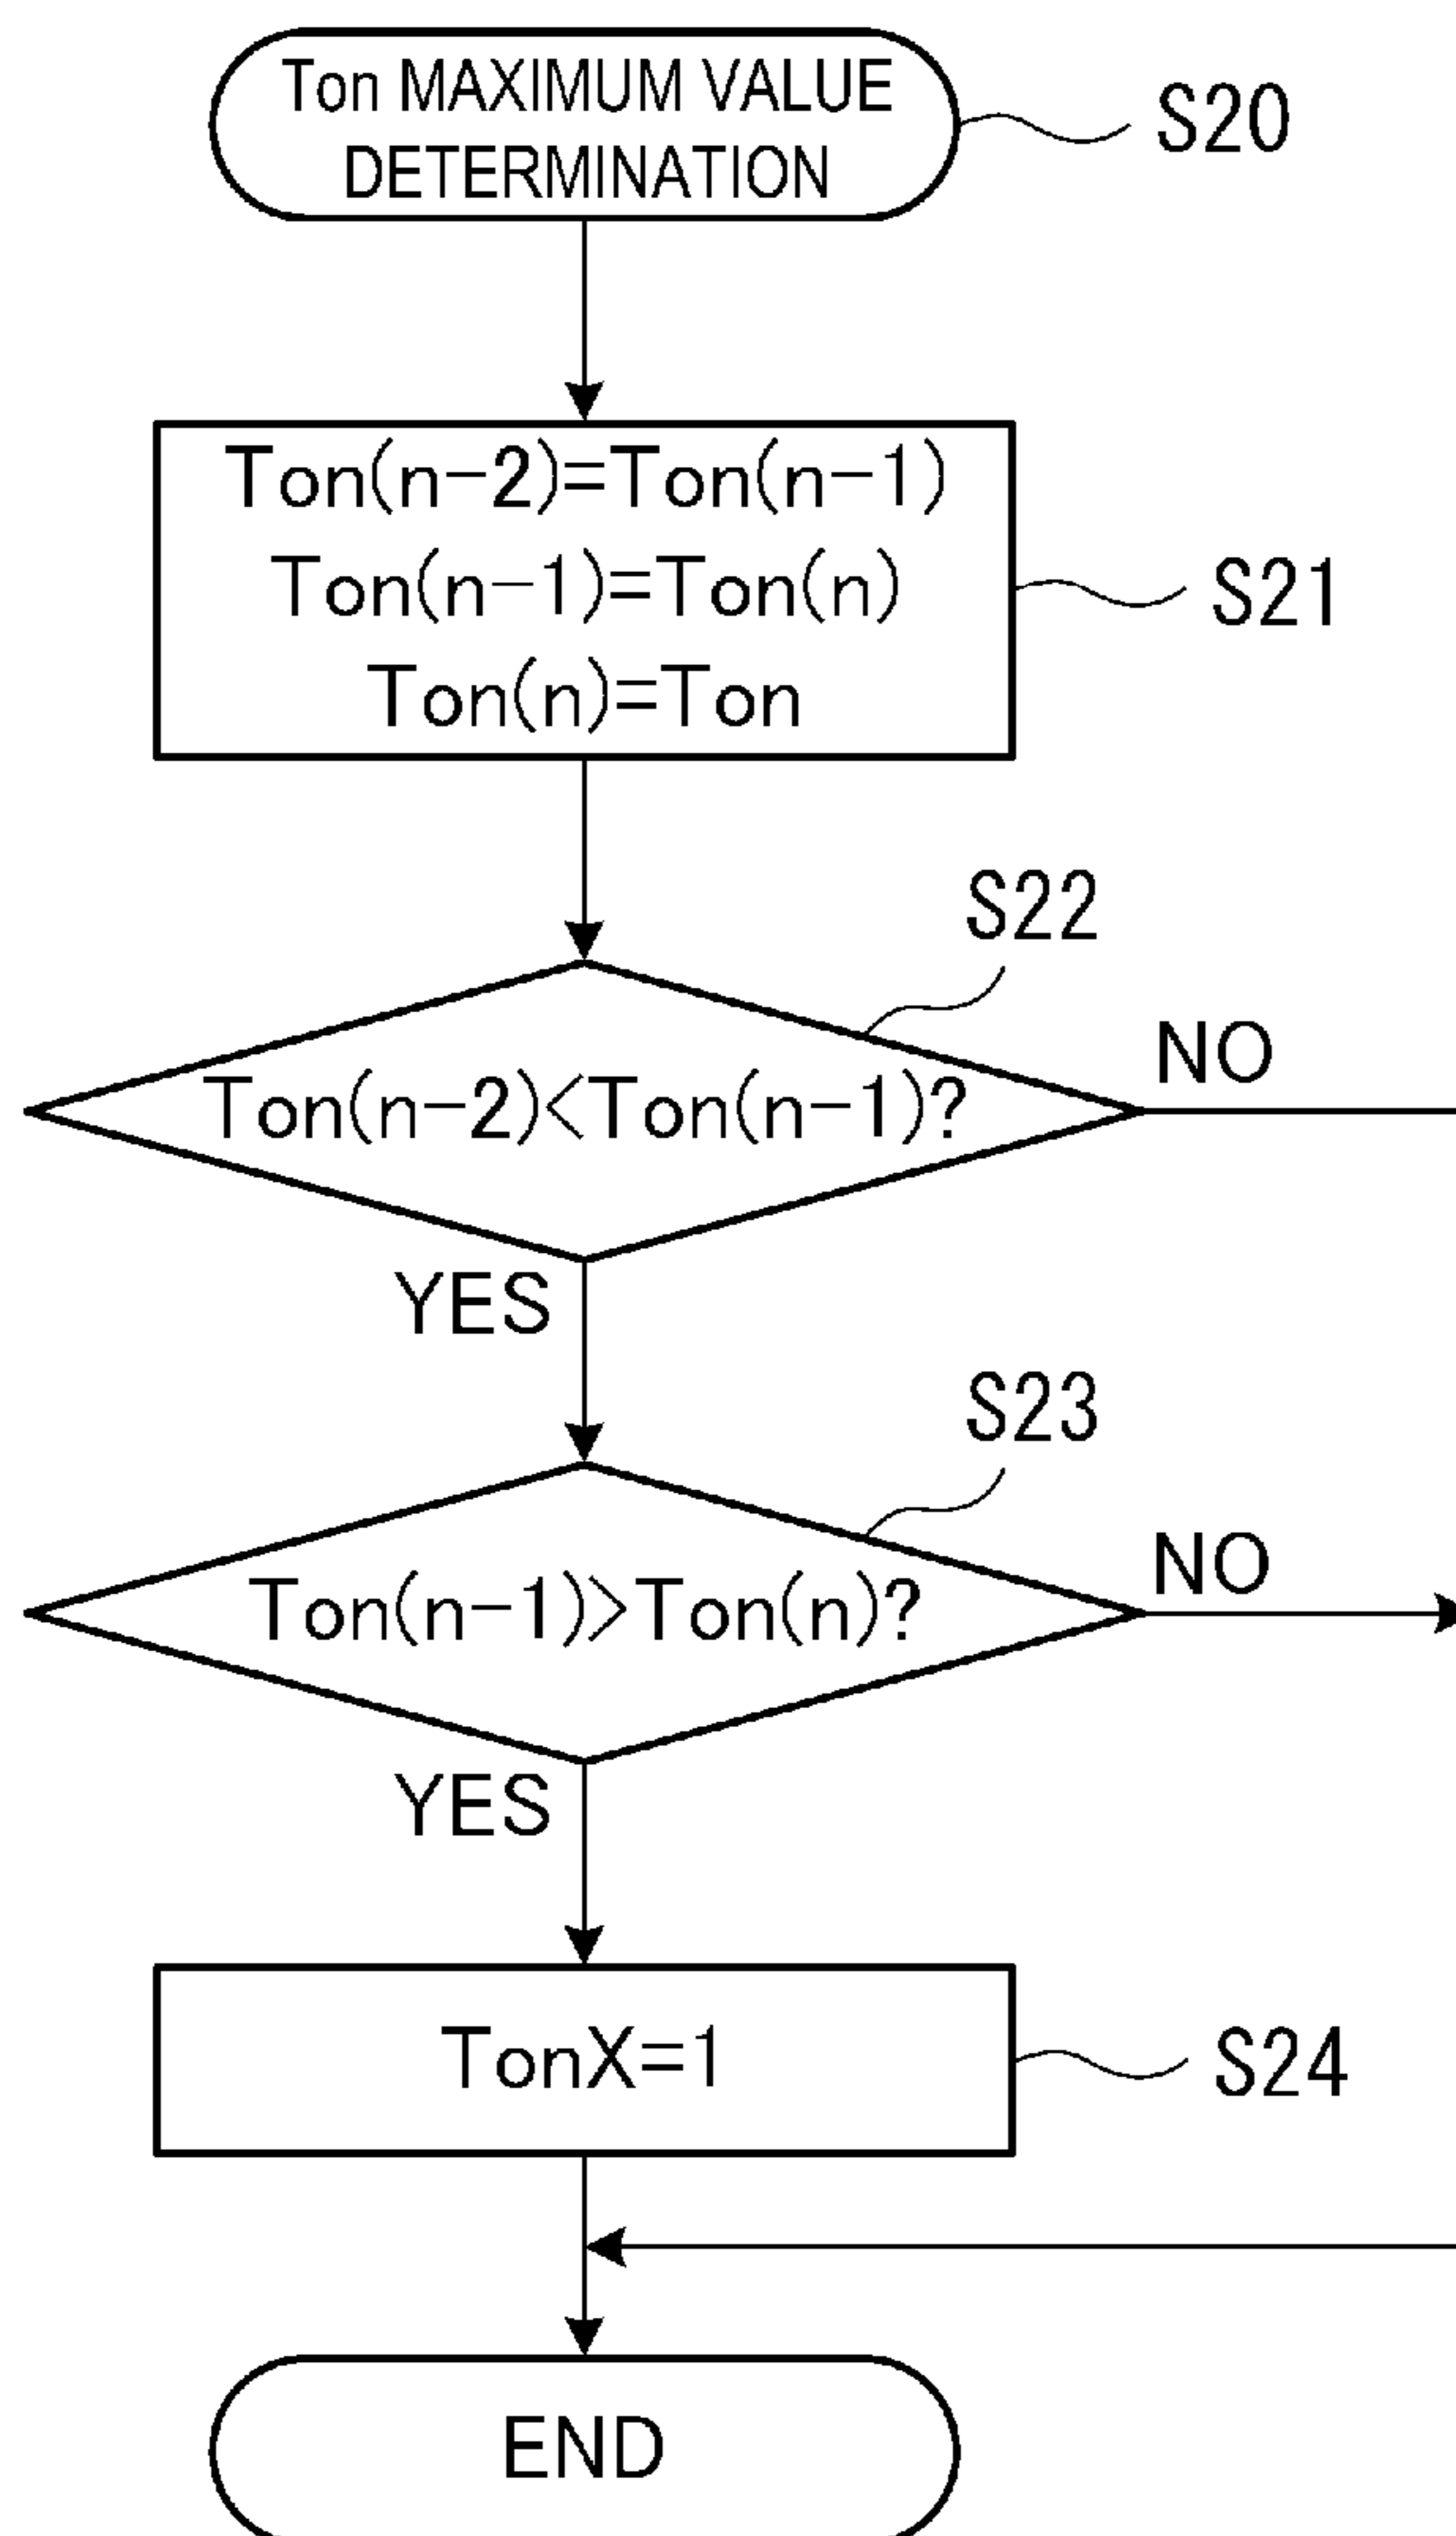 Ton MAXIMUM VALUE
DETERMINATION
S20
Ton(n-2)=Ton(n-1)
Ton(n-1)=Ton(n)
Ton(n)=Ton
S21
S22
Ton(n-2)<Ton(n-1)?
NO
YES
S23
Ton(n-1)>Ton(n)?
NO
YES
TonX=1
S24
END